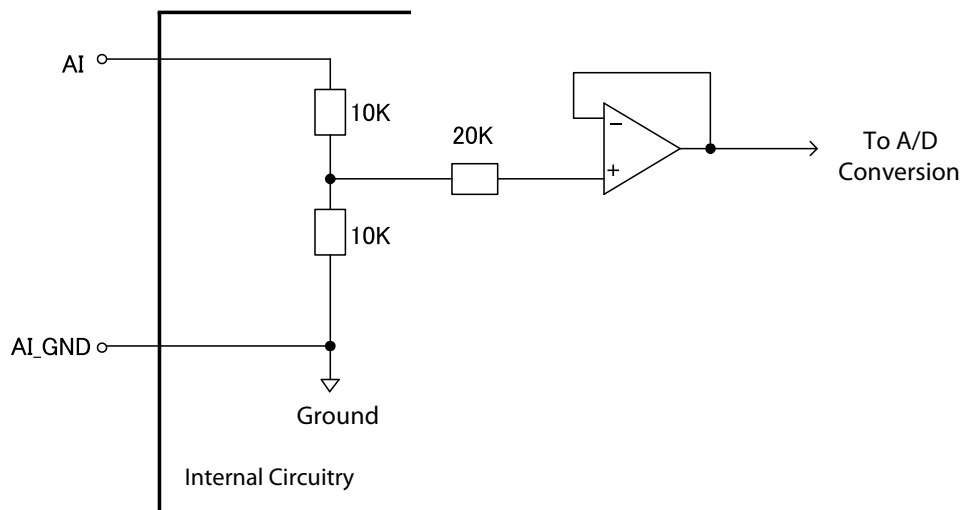 AI
10K
20K
−
+
To A/D
Conversion
10K
AI_GND
Ground
Internal Circuitry